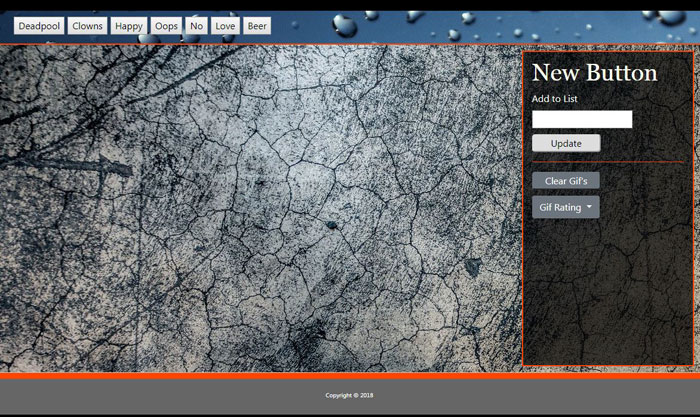 Deadpool Clowns Happy Oops No Love Beer
New Button
Add to List
Update
Clear Gif's
Gif Rating
Copyright © 2018